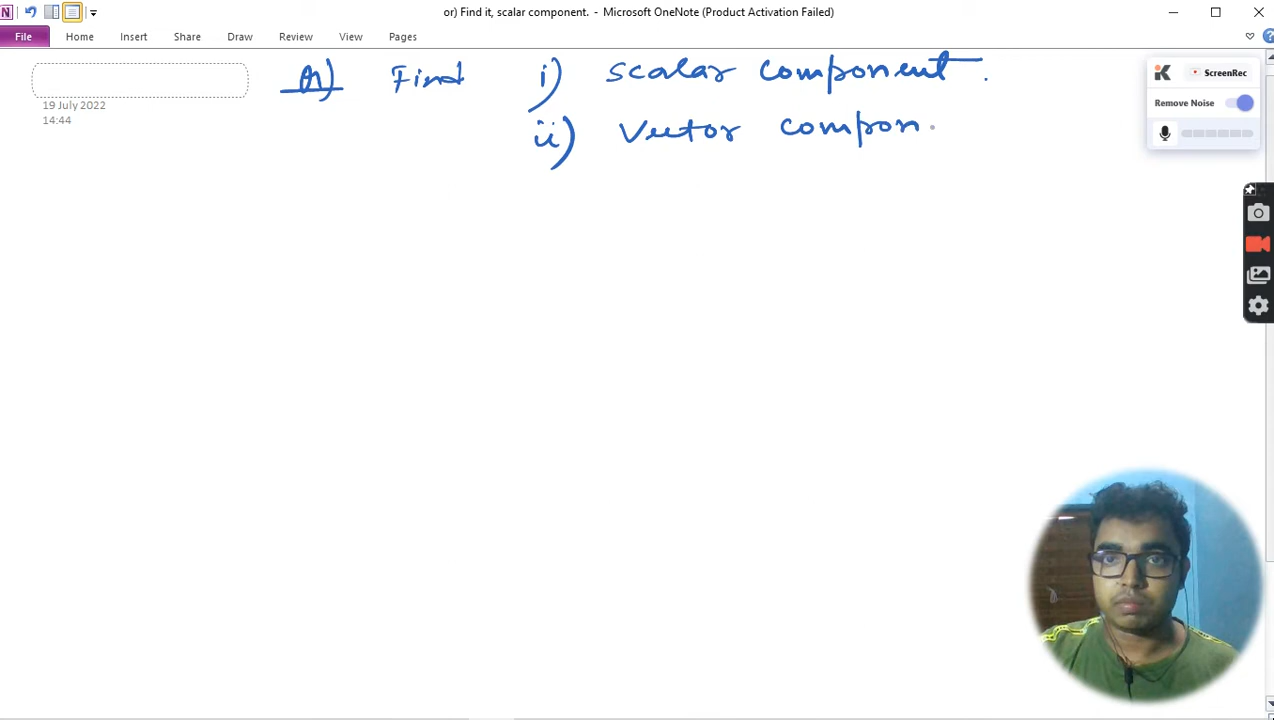 or) Find it, scalar component. - Microsoft OneNote (Product Activation Failed)
File Home Insert Share Draw Review View Pages
ScreenRec
Remove Noise
19 July 2022
14:44
Find i) scalar component.
ii) Vector compon